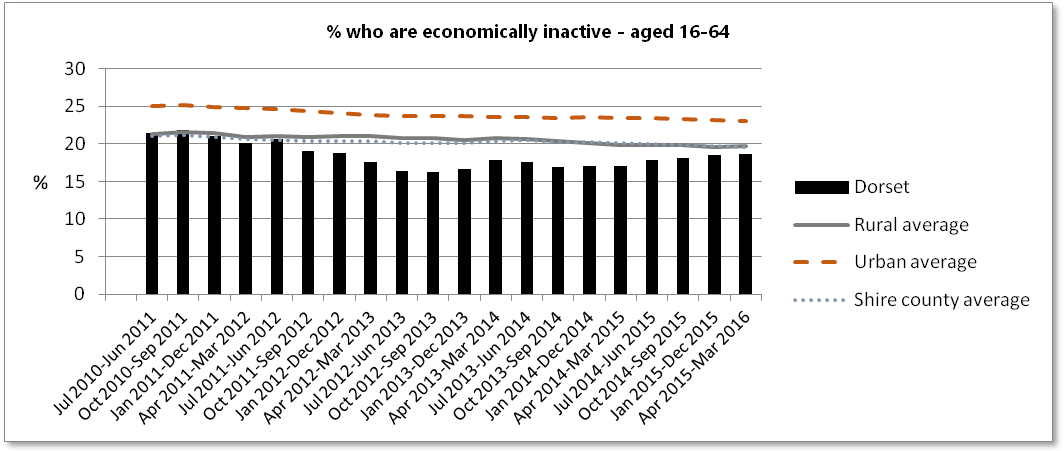 % who are economically inactive - aged 16-64
30
25
20
15
10
5
0
%
Jul 2010-Jun 2011
Oct 2010-Sep 2011
Jan 2011-Dec 2011
Apr 2011-Mar 2012
Jul 2011-Jun 2012
Oct 2011-Sep 2012
Jan 2012-Dec 2012
Apr 2012-Mar 2013
Jul 2012-Jun 2013
Oct 2012-Sep 2013
Jan 2013-Dec 2013
Apr 2013-Mar 2014
Jul 2013-Jun 2014
Oct 2013-Sep 2014
Jan 2014-Dec 2014
Apr 2014-Mar 2015
Jul 2014-Jun 2015
Oct 2014-Sep 2015
Jan 2015-Dec 2015
Apr 2015-Mar 2016
Dorset
Rural average
Urban average
Shire county average